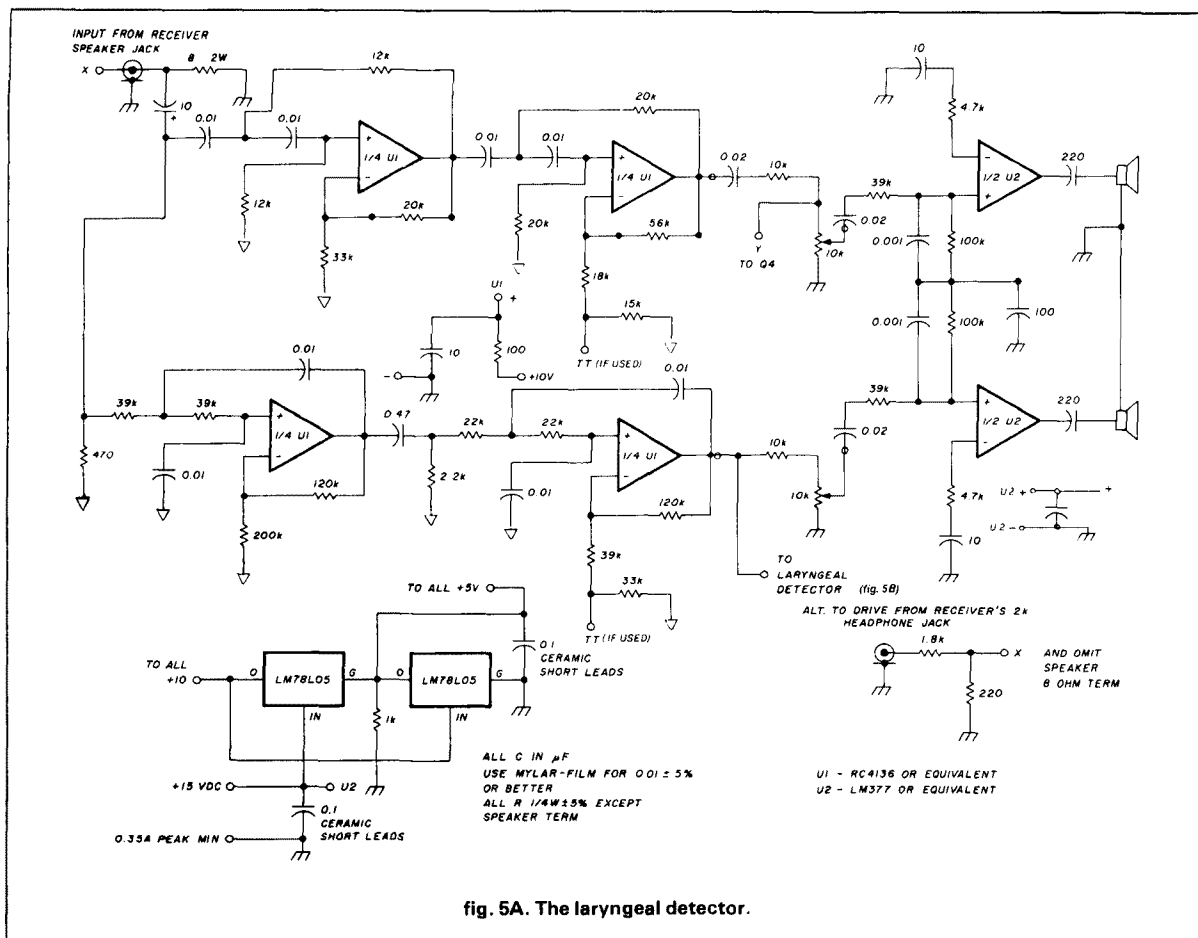 INPUT FROM RECEIVER
SPEAKER JACK
X
8 2W
10
+
0.01
0.01
12k
+
-
1/4 U1
12k
20k
33k
0.01
0.01
20k
+
-
1/4 U1
20k
56k
18k
15k
TT (IF USED)
0.02
10k
Y
TO Q4
10k
0.02
39k
10
4.7k
-
+
1/2 U2
220
0.001
100k
0.001
100k
100
U1
+
10
100
-
+10V
0.01
39k
39k
470
0.01
+
-
1/4 U1
120k
200k
0.47
2.2k
22k
22k
0.01
0.01
+
-
1/4 U1
120k
39k
33k
TT (IF USED)
10k
10k
0.02
39k
+
-
1/2 U2
220
4.7k
10
U2 +
+
U2 -
TO
LARYNGEAL
DETECTOR (fig. 5B)
ALT. TO DRIVE FROM RECEIVER'S 2k
HEADPHONE JACK
1.8k
X
220
AND OMIT
SPEAKER
8 OHM TERM
TO ALL +5V
0.1
CERAMIC
SHORT LEADS
TO ALL
+10
O
LM78L05
G
IN
O
LM78L05
G
IN
1k
+15 VDC
U2
0.1
CERAMIC
SHORT LEADS
0.35A PEAK MIN
ALL C IN µF
USE MYLAR-FILM FOR 0.01 ± 5%
OR BETTER
ALL R 1/4W ± 5% EXCEPT
SPEAKER TERM
U1 - RC4136 OR EQUIVALENT
U2 - LM377 OR EQUIVALENT
fig. 5A. The laryngeal detector.